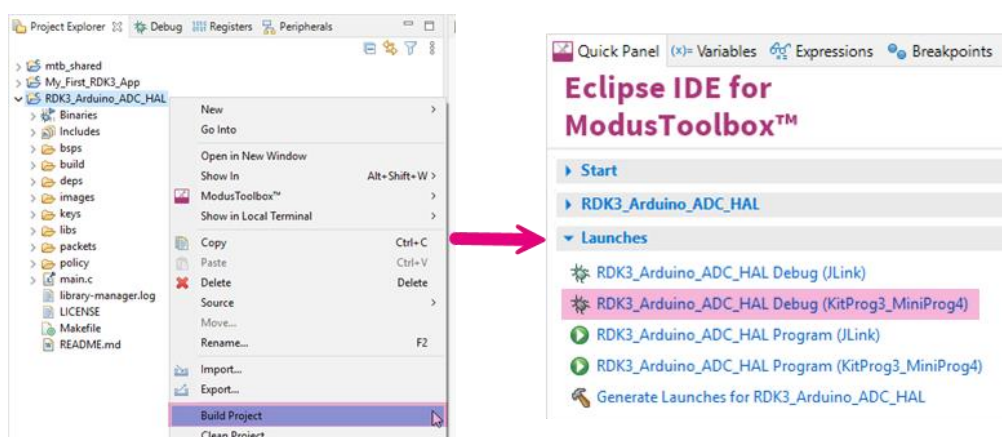 Project Explorer Debug Registers Peripherals
mtb_shared
My_First_RDK3_App
RDK3_Arduino_ADC_HAL
Binaries
Includes
bsps
build
deps
images
keys
libs
packets
policy
main.c
library-manager.log
LICENSE
Makefile
README.md
New
Go Into
Open in New Window
Show In Alt+Shift+W >
ModusToolbox™
Show in Local Terminal
Copy Ctrl+C
Paste Ctrl+V
Delete Delete
Source
Move...
Rename... F2
Import...
Export...
Build Project
Clean Project
Quick Panel (x)= Variables Expressions Breakpoints
Eclipse IDE for
ModusToolbox™
Start
RDK3_Arduino_ADC_HAL
Launches
RDK3_Arduino_ADC_HAL Debug (JLink)
RDK3_Arduino_ADC_HAL Debug (KitProg3_MiniProg4)
RDK3_Arduino_ADC_HAL Program (JLink)
RDK3_Arduino_ADC_HAL Program (KitProg3_MiniProg4)
Generate Launches for RDK3_Arduino_ADC_HAL